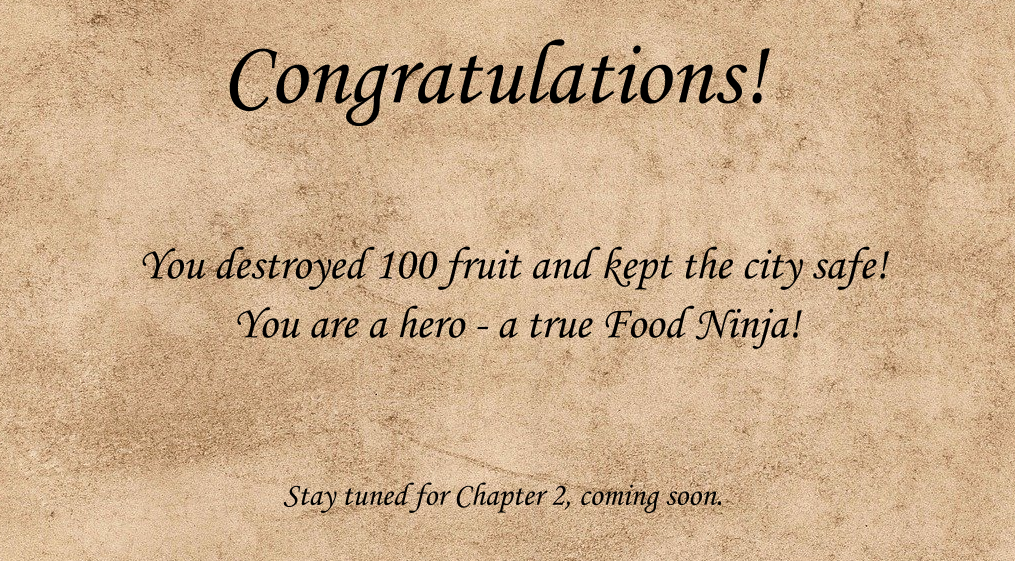 Congratulations!
You destroyed 100 fruit and kept the city safe!
You are a hero - a true Food Ninja!
Stay tuned for Chapter 2, coming soon.